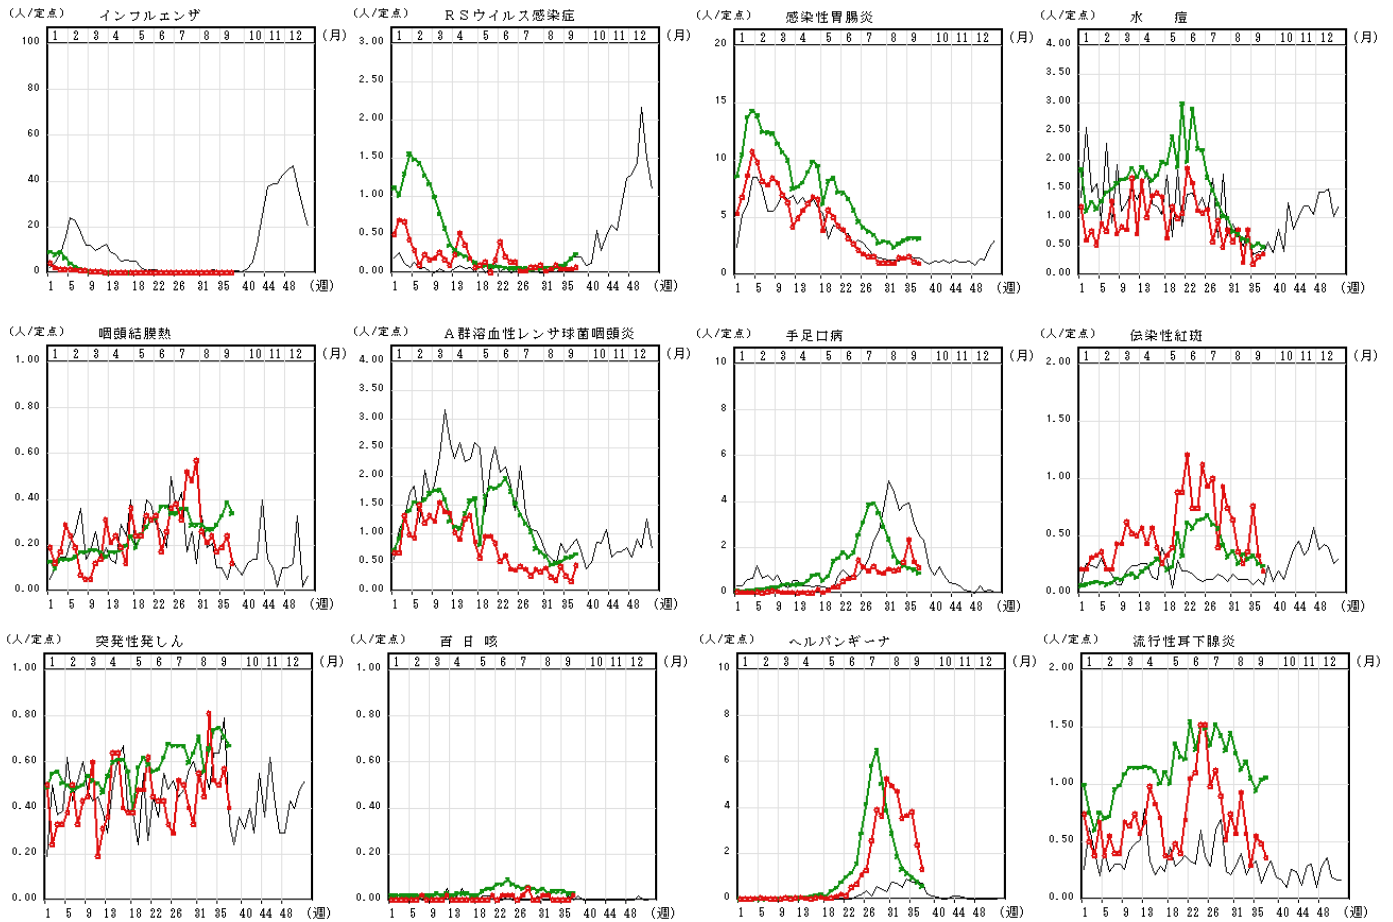 (人/定点) インフルエンザ
1 2 3 4 5 6 7 8 9 10 11 12 (月)
100
80
60
40
20
0
1 5 9 13 18 22 26 31 35 40 44 48 (週)
(人/定点) RSウイルス感染症
1 2 3 4 5 6 7 8 9 10 11 12 (月)
3.00
2.50
2.00
1.50
1.00
0.50
0.00
1 5 9 13 18 22 26 31 35 40 44 48 (週)
(人/定点) 感染性胃腸炎
1 2 3 4 5 6 7 8 9 10 11 12 (月)
20
15
10
5
0
1 5 9 13 18 22 26 31 35 40 44 48 (週)
(人/定点) 水 痘
1 2 3 4 5 6 7 8 9 10 11 12 (月)
4.00
3.50
3.00
2.50
2.00
1.50
1.00
0.50
0.00
1 5 9 13 18 22 26 31 35 40 44 48 (週)
(人/定点) 咽頭結膜熱
1 2 3 4 5 6 7 8 9 10 11 12 (月)
1.00
0.80
0.60
0.40
0.20
0.00
1 5 9 13 18 22 26 31 35 40 44 48 (週)
(人/定点) A群溶血性レンサ球菌咽頭炎
1 2 3 4 5 6 7 8 9 10 11 12 (月)
4.00
3.50
3.00
2.50
2.00
1.50
1.00
0.50
0.00
1 5 9 13 18 22 26 31 35 40 44 48 (週)
(人/定点) 手足口病
1 2 3 4 5 6 7 8 9 10 11 12 (月)
10
8
6
4
2
0
1 5 9 13 18 22 26 31 35 40 44 48 (週)
(人/定点) 伝染性紅斑
1 2 3 4 5 6 7 8 9 10 11 12 (月)
2.00
1.50
1.00
0.50
0.00
1 5 9 13 18 22 26 31 35 40 44 48 (週)
(人/定点) 突発性発しん
1 2 3 4 5 6 7 8 9 10 11 12 (月)
1.00
0.80
0.60
0.40
0.20
0.00
1 5 9 13 18 22 26 31 35 40 44 48 (週)
(人/定点) 百 日 咳
1 2 3 4 5 6 7 8 9 10 11 12 (月)
1.00
0.80
0.60
0.40
0.20
0.00
1 5 9 13 18 22 26 31 35 40 44 48 (週)
(人/定点) ヘルパンギーナ
1 2 3 4 5 6 7 8 9 10 11 12 (月)
10
8
6
4
2
0
1 5 9 13 18 22 26 31 35 40 44 48 (週)
(人/定点) 流行性耳下腺炎
1 2 3 4 5 6 7 8 9 10 11 12 (月)
2.00
1.50
1.00
0.50
0.00
1 5 9 13 18 22 26 31 35 40 44 48 (週)